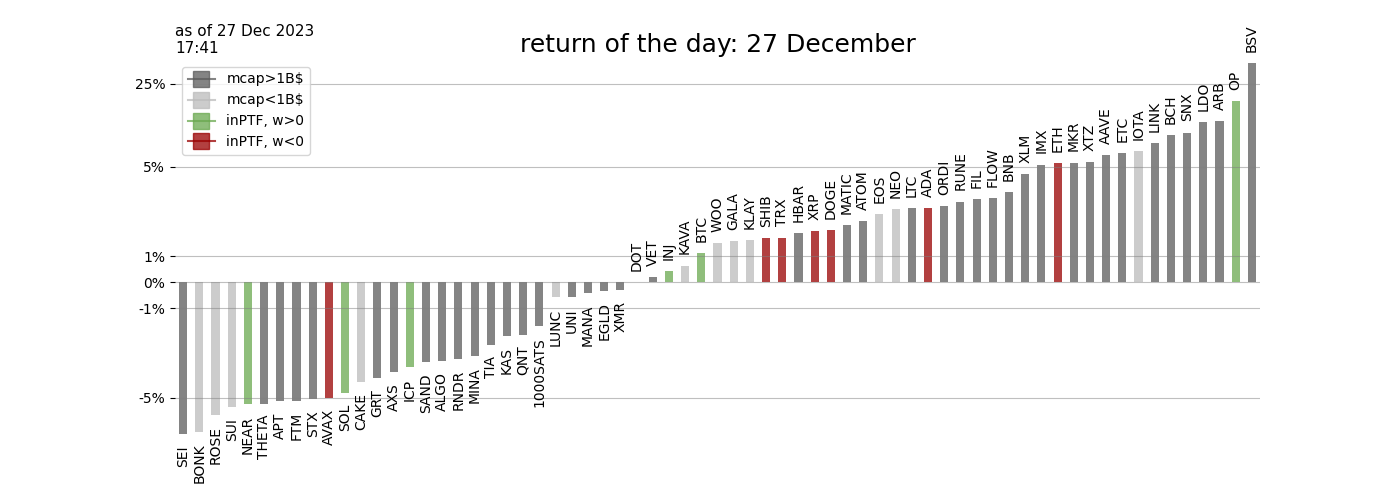 as of 27 Dec 2023
17:41
return of the day: 27 December
mcap>1B$
mcap<1B$
inPTF, w>0
inPTF, w<0
25%
5%
1%
0%
-1%
-5%
SEI
BONK
ROSE
SUI
NEAR
THETA
APT
FTM
STX
AVAX
SOL
CAKE
GRT
AXS
ICP
SAND
ALGO
RNDR
MINA
TIA
KAS
QNT
1000SATS
LUNC
UNI
MANA
EGLD
XMR
DOT
VET
INJ
KAVA
BTC
WOO
GALA
KLAY
SHIB
TRX
HBAR
XRP
DOGE
MATIC
ATOM
EOS
NEO
LTC
ADA
ORDI
RUNE
FIL
FLOW
BNB
XLM
IMX
ETH
MKR
XTZ
AAVE
ETC
IOTA
LINK
BCH
SNX
LDO
ARB
OP
BSV